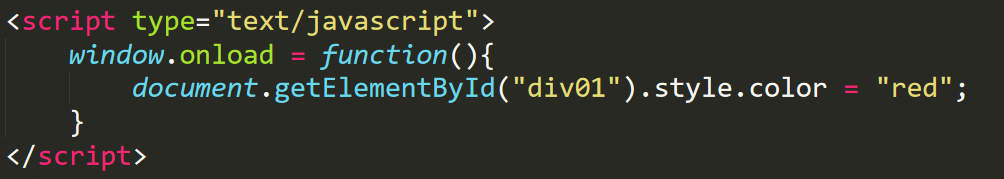 <script type="text/javascript">
    window.onload = function(){
        document.getElementById("div01").style.color = "red";
    }
</script>